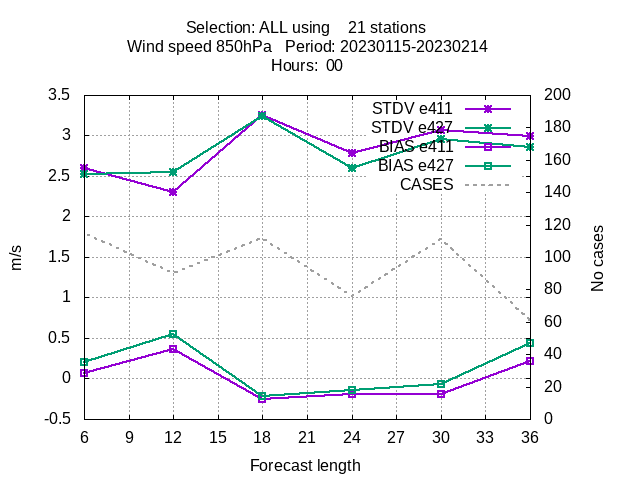 Selection: ALL using 21 stations
Wind speed 850hPa Period: 20230115-20230214
Hours: 00
3.5
3
2.5
2
1.5
1
0.5
0
-0.5
m/s
STDV e411
STDV e427
BIAS e411
BIAS e427
CASES
200
180
160
140
120
100
80
60
40
20
0
No cases
6 9 12 15 18 21 24 27 30 33 36
Forecast length